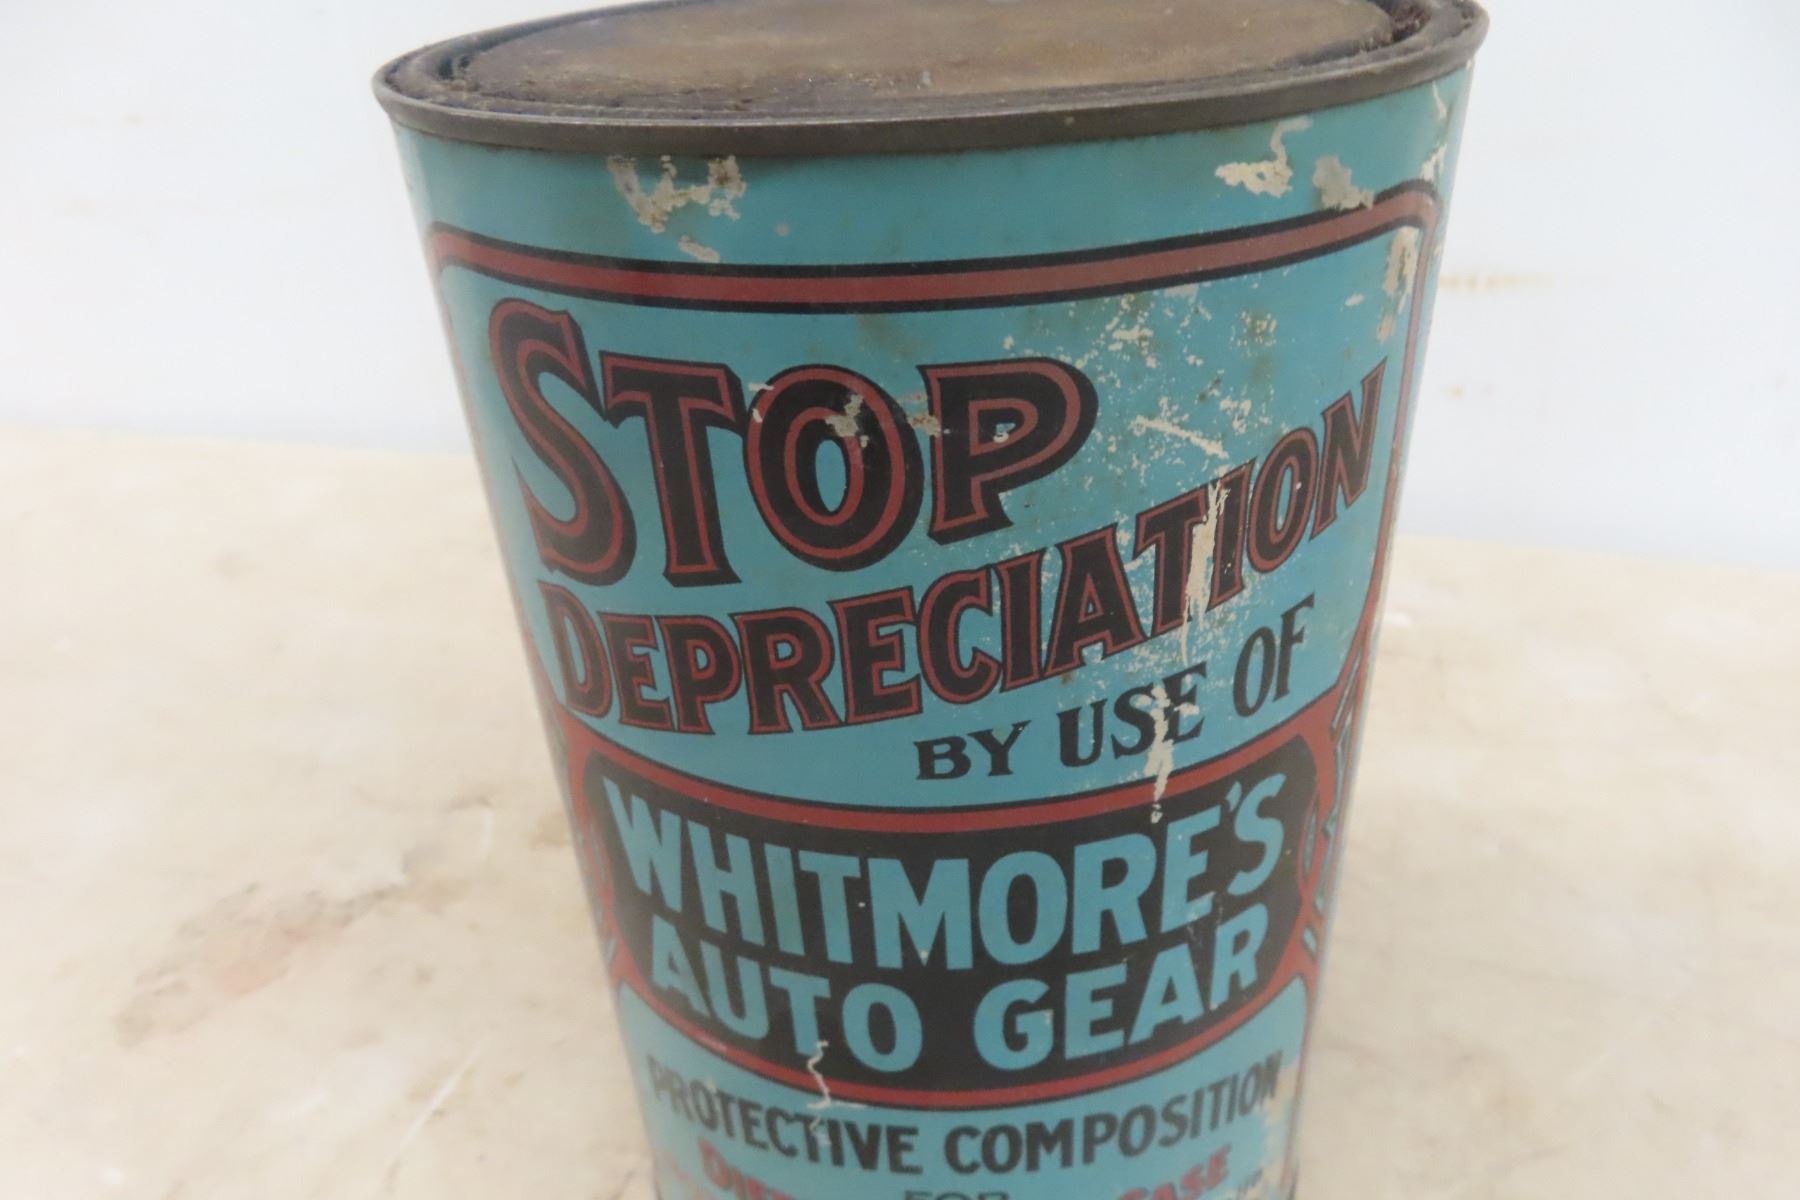 STOP
DEPRECIATION
BY USE OF
WHITMORE'S
AUTO GEAR
PROTECTIVE COMPOSITION
FOR